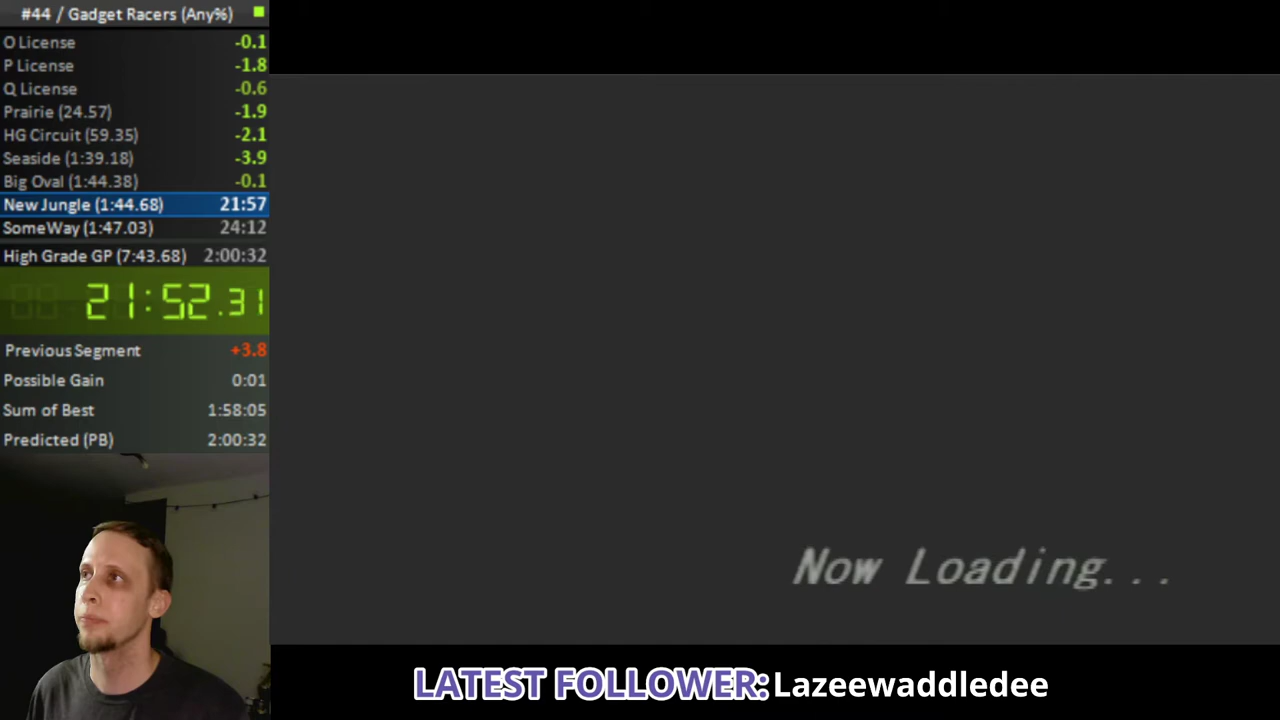 #44 / Gadget Racers (Any%)
O License -0.1
P License -1.8
Q License -0.6
Prairie (24.57) -1.9
HG Circuit (59.35) -2.1
Seaside (1:39.18) -3.9
Big Oval (1:44.38) -0.1
New Jungle (1:44.68) 21:57
SomeWay (1:47.03) 24:12
High Grade GP (7:43.68) 2:00:32
21:52.31
Previous Segment +3.8
Possible Gain 0:01
Sum of Best 1:58:05
Predicted (PB) 2:00:32
Now Loading...
LATEST FOLLOWER: Lazeewaddledee